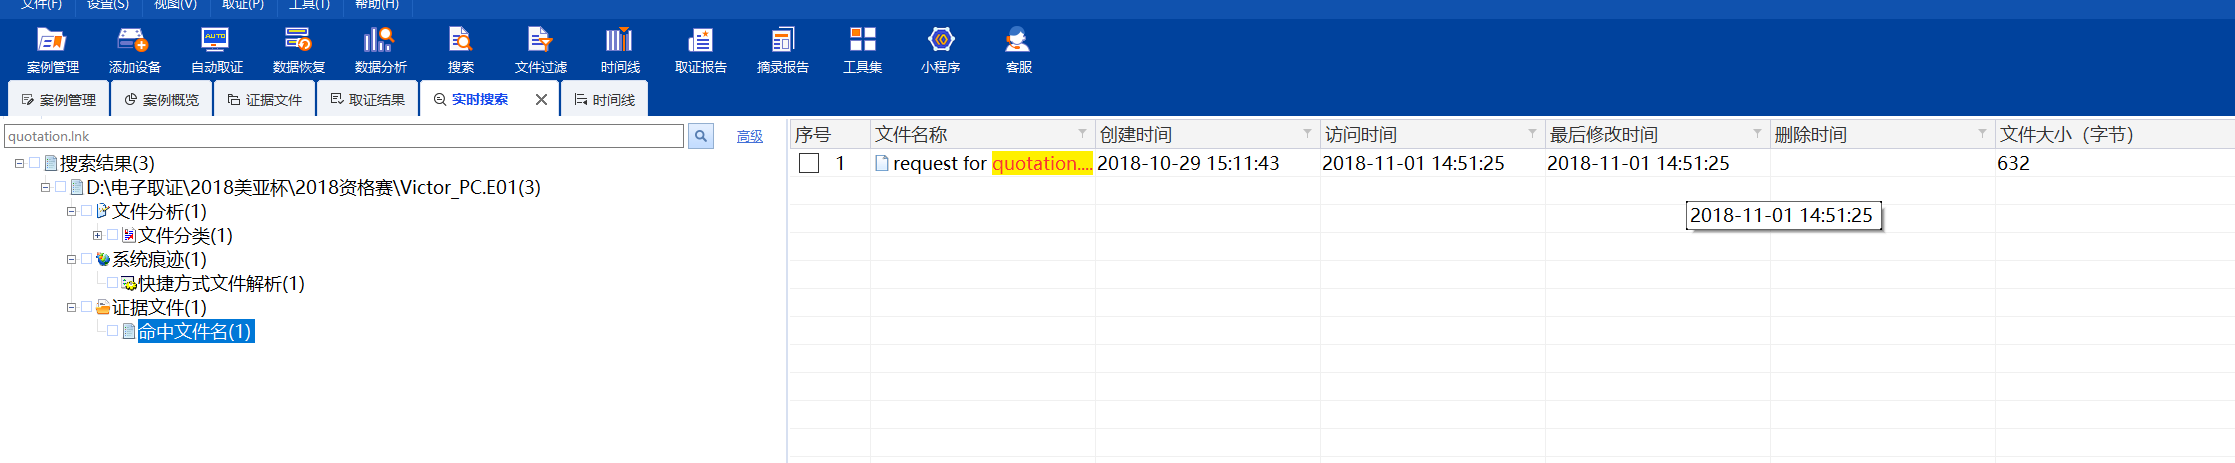 文件(F) 设置(S) 视图(V) 取证(P) 工具(T) 帮助(H)
AUTO
案例管理 添加设备 自动取证 数据恢复 数据分析 搜索 文件过滤 时间线 取证报告 摘录报告 工具集 小程序 客服
案例管理 案例概览 证据文件 取证结果 实时搜索 时间线
quotation.lnk 高级
序号 文件名称 创建时间 访问时间 最后修改时间 删除时间 文件大小（字节）
1 request for quotation.... 2018-10-29 15:11:43 2018-11-01 14:51:25 2018-11-01 14:51:25 632
2018-11-01 14:51:25
搜索结果(3)
D:\电子取证\2018美亚杯\2018资格赛\Victor_PC.E01(3)
文件分析(1)
文件分类(1)
系统痕迹(1)
快捷方式文件解析(1)
证据文件(1)
命中文件名(1)